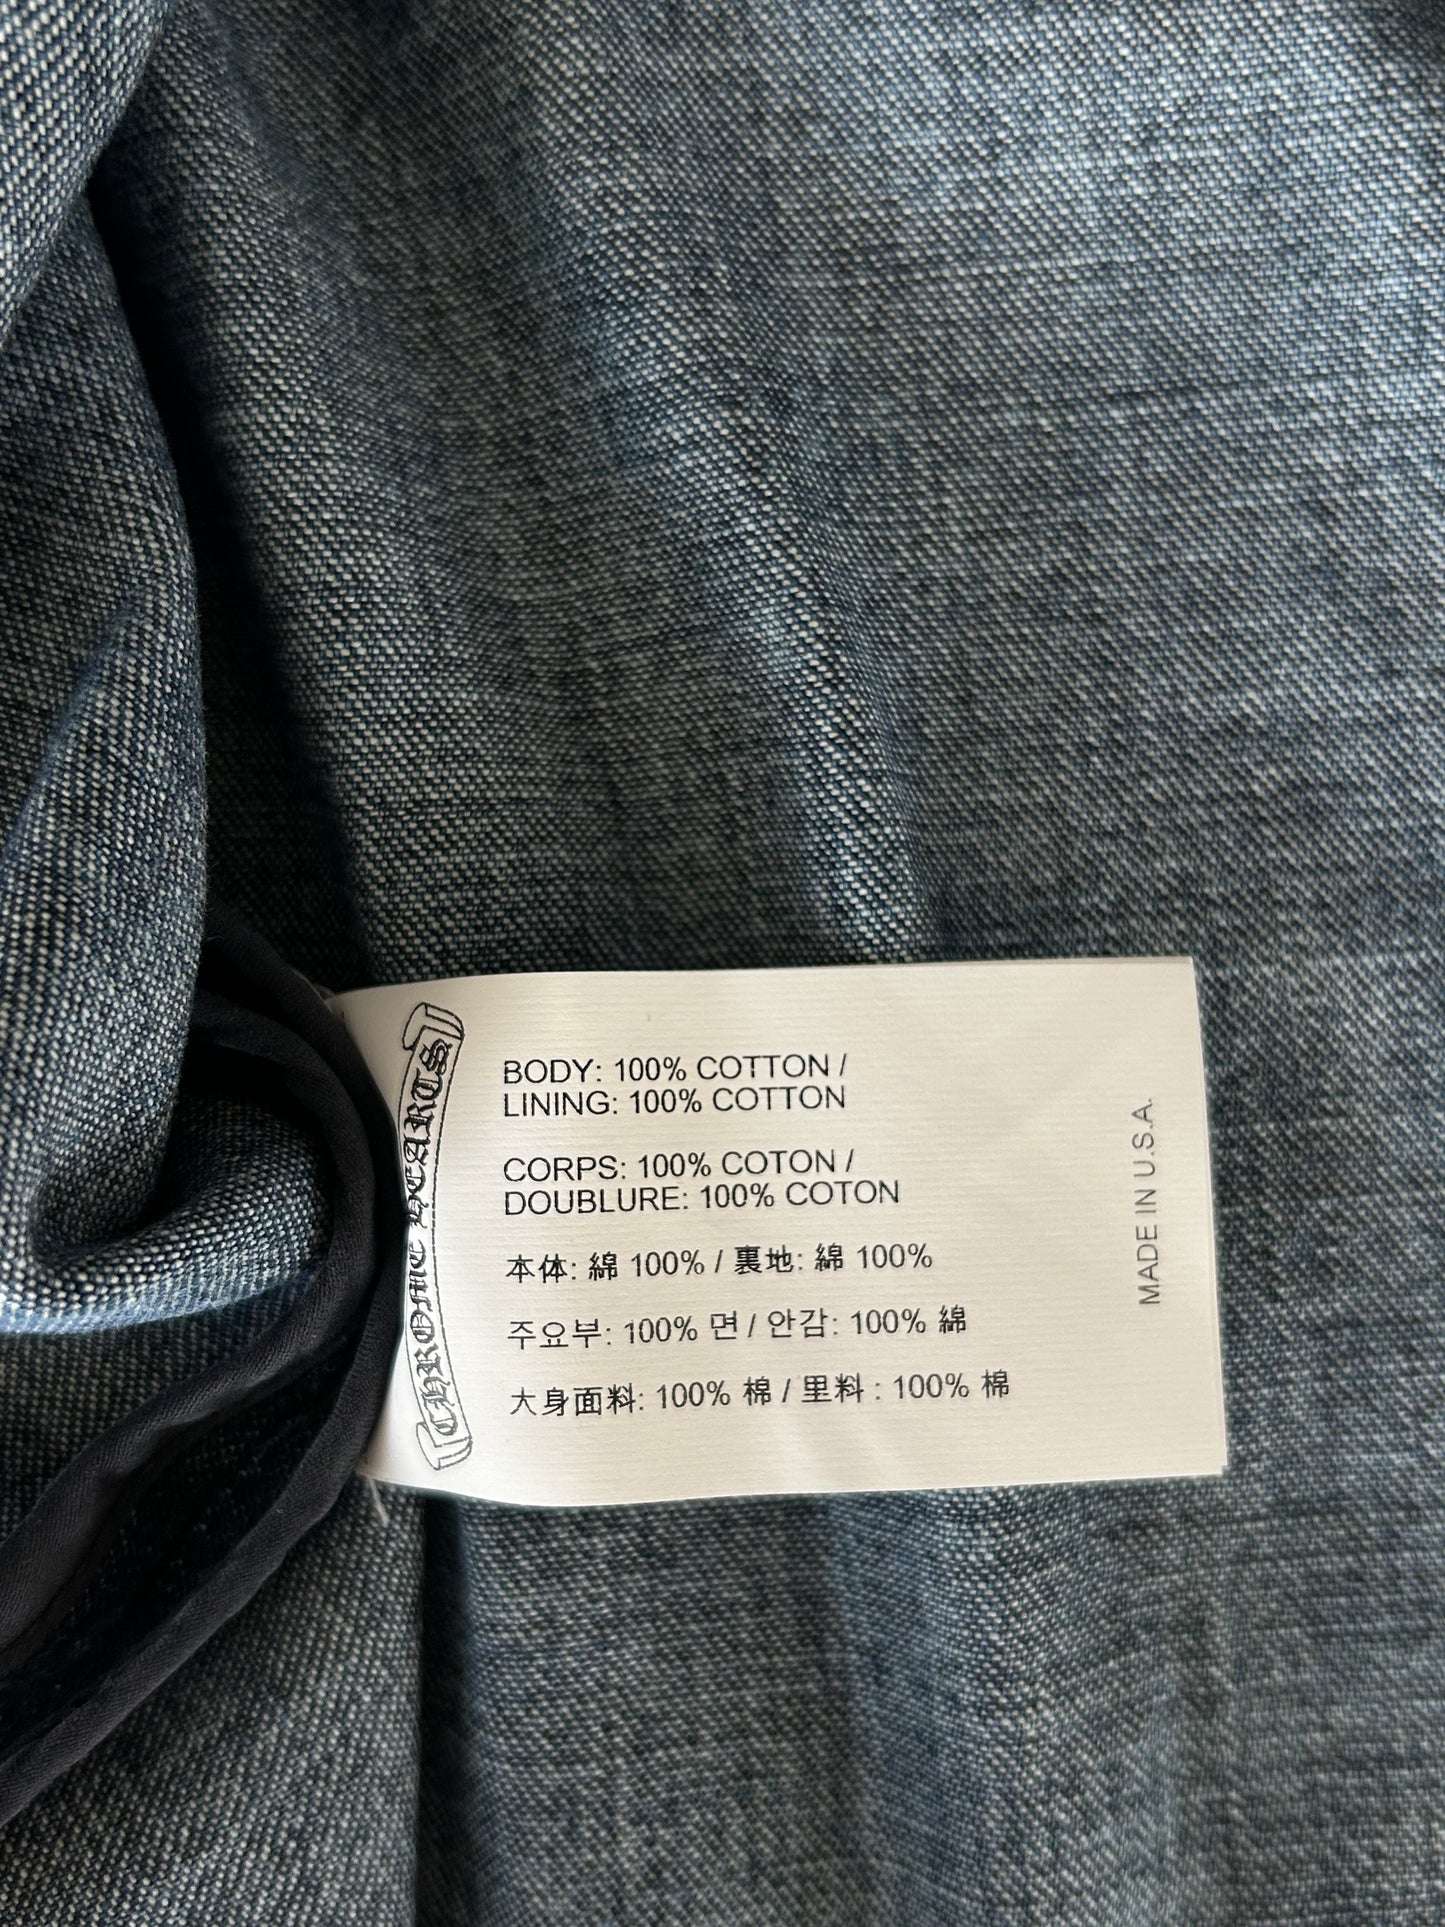 CHROME HEARTS
BODY: 100% COTTON /
LINING: 100% COTTON
CORPS: 100% COTON /
DOUBLURE: 100% COTON
本体: 綿 100% / 裏地: 綿 100%
주요부: 100% 면 / 안감: 100% 綿
大身面料: 100% 棉 / 里料 : 100% 棉
MADE IN U.S.A.